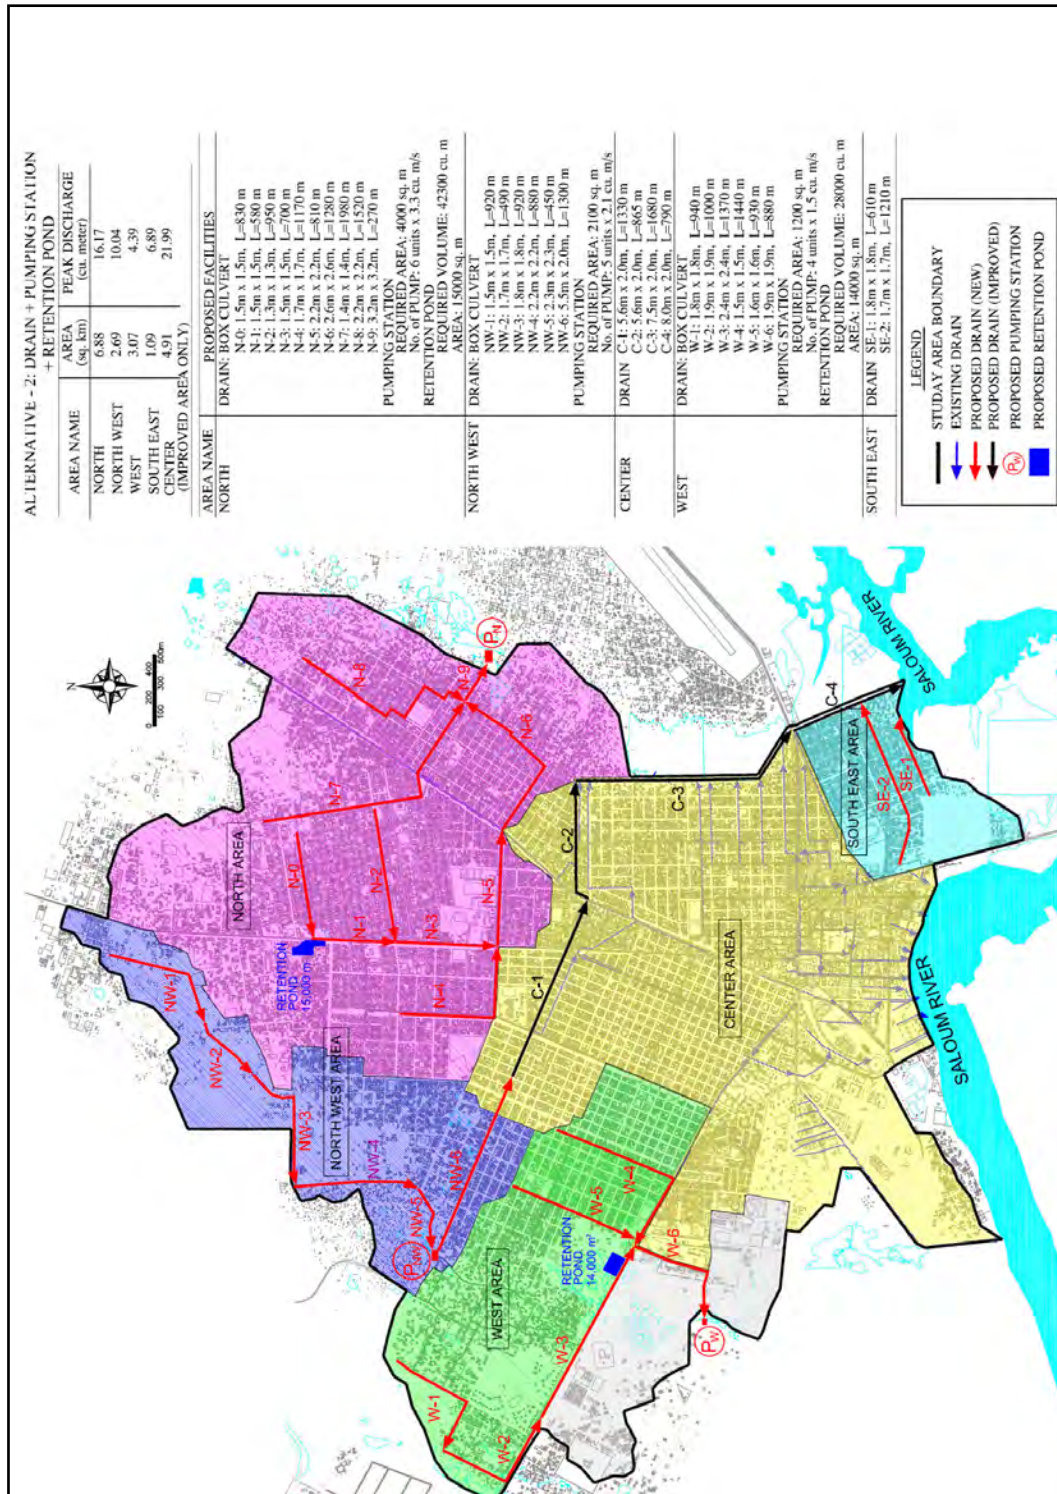 ALTERNATIVE - 2: DRAIN + PUMPING STATION
+ RETENTION POND
AREA NAME AREA PEAK DISCHARGE
(sq. km) (cu. meter)
NORTH 6.88 16.17
NORTH WEST 2.69 10.04
WEST 3.07 4.39
SOUTH EAST 1.09 6.89
CENTER 4.91 21.99
(IMPROVED AREA ONLY)
AREA NAME PROPOSED FACILITIES
NORTH DRAIN: BOX CULVERT
N-0: 1.5m x 1.5m, L=830 m
N-1: 1.5m x 1.5m, L=580 m
N-2: 1.3m x 1.3m, L=950 m
N-3: 1.5m x 1.5m, L=700 m
N-4: 1.7m x 1.7m, L=1170 m
N-5: 2.2m x 2.2m, L=810 m
N-6: 2.6m x 2.6m, L=1280 m
N-7: 1.4m x 1.4m, L=1980 m
N-8: 2.2m x 2.2m, L=1520 m
N-9: 3.2m x 3.2m, L=270 m
PUMPING STATION
REQUIRED AREA: 4000 sq. m
No. of PUMP: 6 units x 3.3 cu. m/s
RETENTION POND
REQUIRED VOLUME: 42300 cu. m
AREA: 15000 sq. m
NORTH WEST DRAIN: BOX CULVERT
NW-1: 1.5m x 1.5m, L=920 m
NW-2: 1.7m x 1.7m, L=490 m
NW-3: 1.8m x 1.8m, L=920 m
NW-4: 2.2m x 2.2m, L=880 m
NW-5: 2.3m x 2.3m, L=450 m
NW-6: 5.5m x 2.0m, L=1300 m
PUMPING STATION
REQUIRED AREA: 2100 sq. m
No. of PUMP: 5 units x 2.1 cu. m/s
CENTER DRAIN C-1: 5.6m x 2.0m, L=1330 m
C-2: 5.6m x 2.0m, L=865 m
C-3: 7.5m x 2.0m, L=1680 m
C-4: 8.0m x 2.0m, L=790 m
WEST DRAIN: BOX CULVERT
W-1: 1.8m x 1.8m, L=940 m
W-2: 1.9m x 1.9m, L=1000 m
W-3: 2.4m x 2.4m, L=1370 m
W-4: 1.5m x 1.5m, L=1440 m
W-5: 1.6m x 1.6m, L=930 m
W-6: 1.9m x 1.9m, L=880 m
PUMPING STATION
REQUIRED AREA: 1200 sq. m
No. of PUMP: 4 units x 1.5 cu. m/s
RETENTION POND
REQUIRED VOLUME: 28000 cu. m
AREA: 14000 sq. m
SOUTH EAST DRAIN SE-1: 1.8m x 1.8m, L=610 m
SE-2: 1.7m x 1.7m, L=1210 m
LEGEND
STUDAY AREA BOUNDARY
EXISTING DRAIN
PROPOSED DRAIN (NEW)
PROPOSED DRAIN (IMPROVED)
PW PROPOSED PUMPING STATION
PROPOSED RETENTION POND
N
0 200 400
100 300 500m
NW-1
NW-2
NW-3
NW-4
NW-5
NW-6
PNW
NORTH WEST AREA
NORTH AREA
RETENTION
POND
15,000 m²
N-0
N-1
N-2
N-3
N-4
N-5
N-6
N-7
N-8
N-9
PN
WEST AREA
W-1
W-2
W-3
W-4
W-5
W-6
RETENTION
POND
14,000 m²
PW
P
CENTER AREA
C-1
C-2
C-3
C-4
SOUTH EAST AREA
SE-2
SE-1
SALOUM RIVER
SALOUM RIVER
SALOUM RIVER